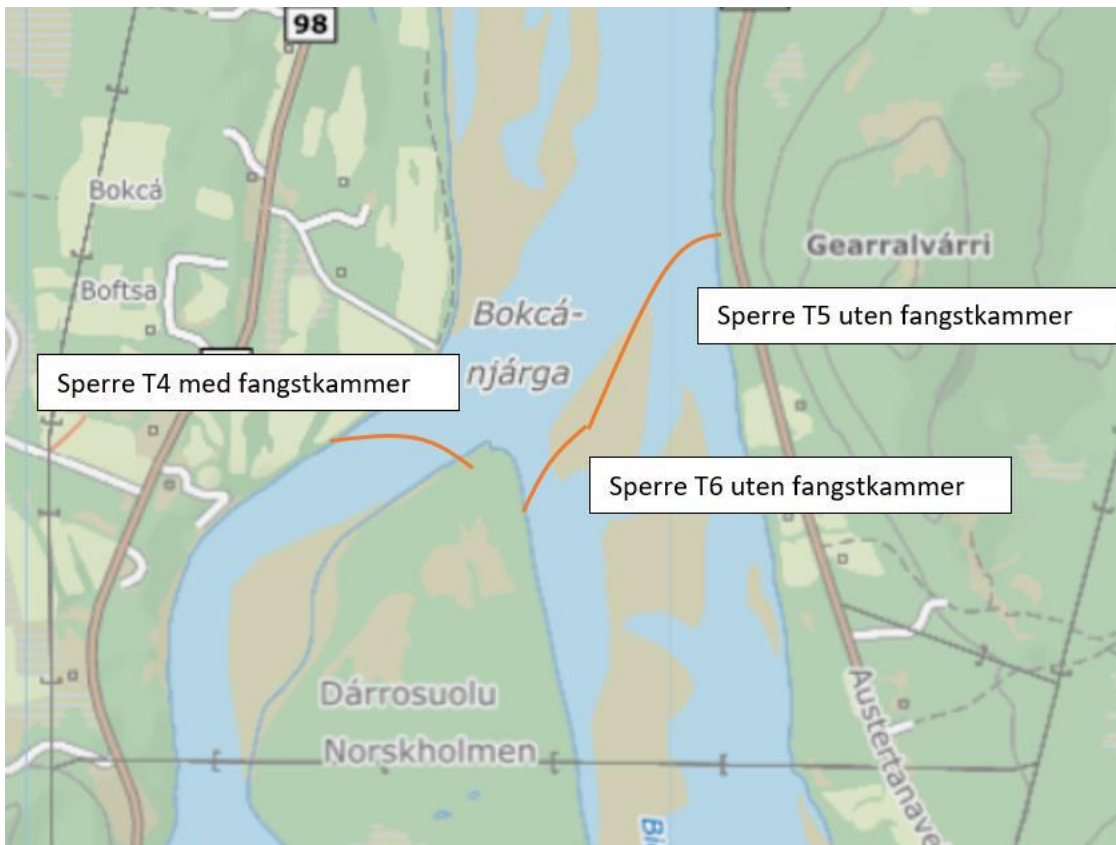 98
Bokcá
Boftsa
Bokcá-
njárga
Gearralvárri
Sperre T5 uten fangstkammer
Sperre T4 med fangstkammer
Sperre T6 uten fangstkammer
Dárrosuolu
Norskholmen